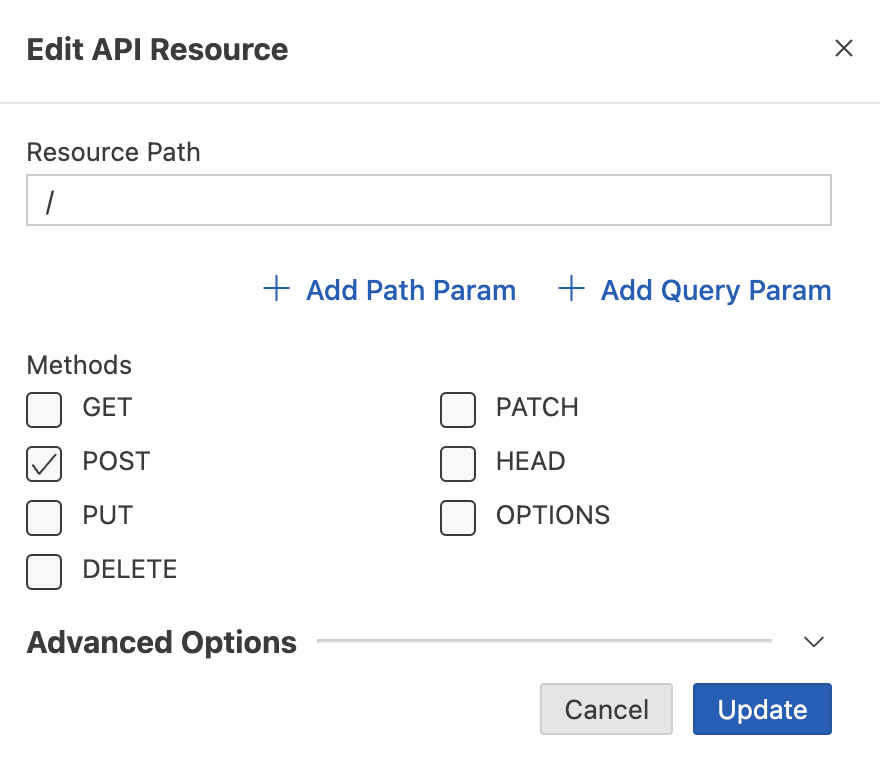 Edit API Resource
Resource Path
/
Add Path Param
Add Query Param
Methods
GET
PATCH
POST
HEAD
PUT
OPTIONS
DELETE
Advanced Options
Cancel
Update